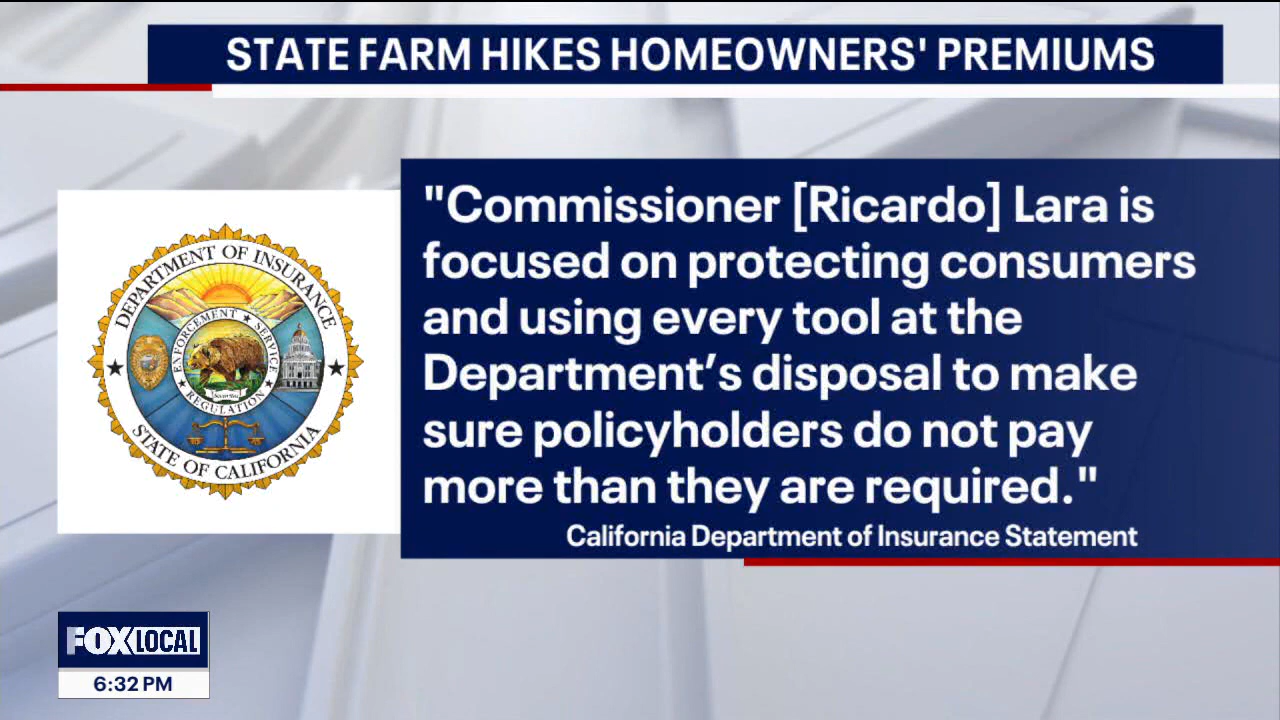 STATE FARM HIKES HOMEOWNERS' PREMIUMS
DEPARTMENT OF INSURANCE
ENFORCEMENT ★ SERVICE
REGULATION
STATE OF CALIFORNIA
"Commissioner [Ricardo] Lara is
focused on protecting consumers
and using every tool at the
Department’s disposal to make
sure policyholders do not pay
more than they are required."
California Department of Insurance Statement
FOX LOCAL
6:32 PM